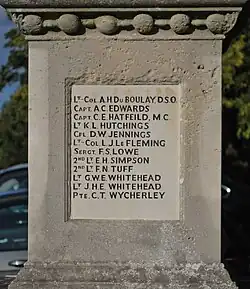 Lt-Col. A.H. Du BOULAY, D.S.O.
Capt. A.C. EDWARDS
Capt. C.E. HATFEILD, M.C.
Lt K.L. HUTCHINGS
Cpl D.W. JENNINGS
Lt-Col. L.J. Le FLEMING
Sergt F.S. LOWE
2nd Lt E.H. SIMPSON
2nd Lt F.N. TUFF
Lt G.W.E. WHITEHEAD
Lt J.H.E. WHITEHEAD
Pte. C.T. WYCHERLEY